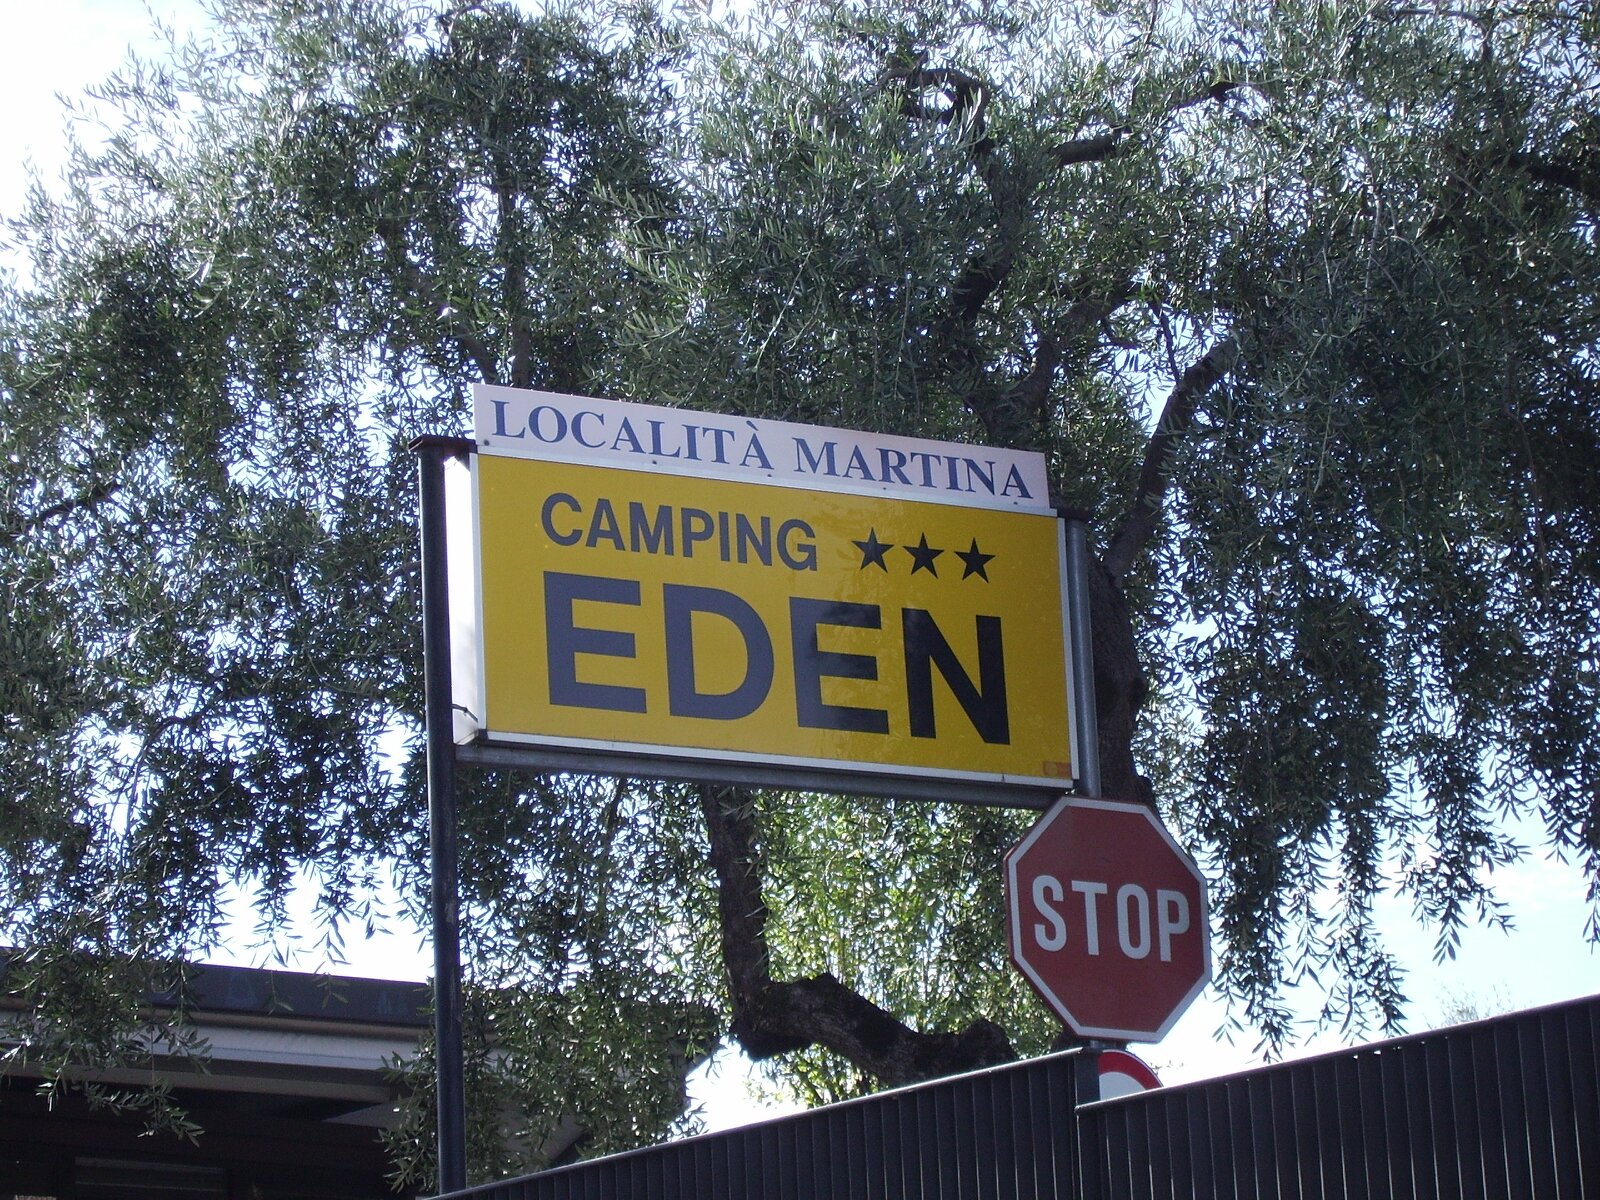 LOCALITÀ MARTINA
CAMPING ★★★
EDEN
STOP